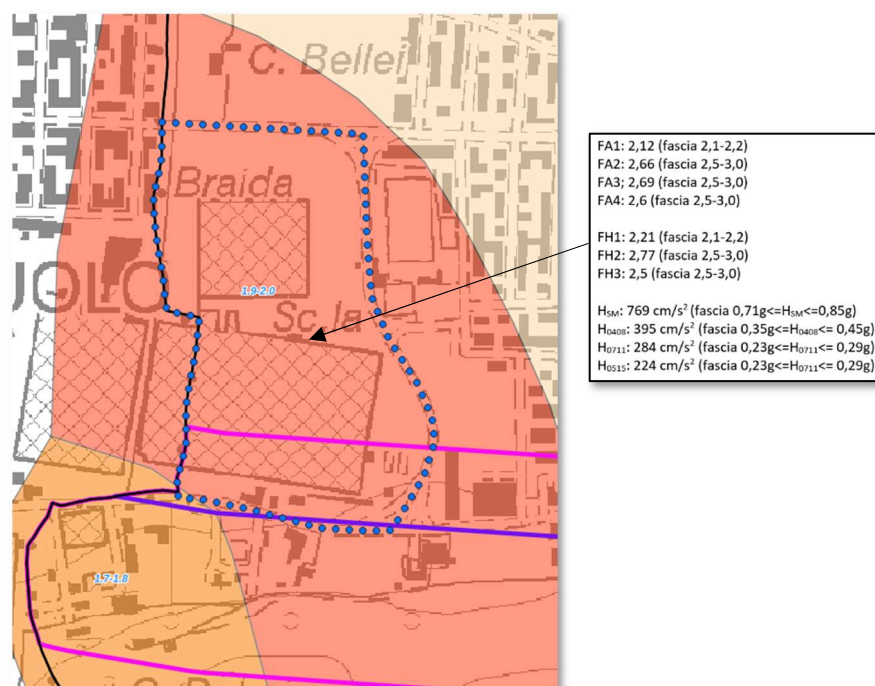 C. Bellei
Braida
1.9-2.0
UOLO
Sc.la
1.7-1.8
FA1: 2,12 (fascia 2,1-2,2)
FA2: 2,66 (fascia 2,5-3,0)
FA3; 2,69 (fascia 2,5-3,0)
FA4: 2,6 (fascia 2,5-3,0)
FH1: 2,21 (fascia 2,1-2,2)
FH2: 2,77 (fascia 2,5-3,0)
FH3: 2,5 (fascia 2,5-3,0)
HSM: 769 cm/s² (fascia 0,71g<=HSM<=0,85g)
H0408: 395 cm/s² (fascia 0,35g<=H0408<= 0,45g)
H0711: 284 cm/s² (fascia 0,23g<=H0711<= 0,29g)
H0515: 224 cm/s² (fascia 0,23g<=H0711<= 0,29g)